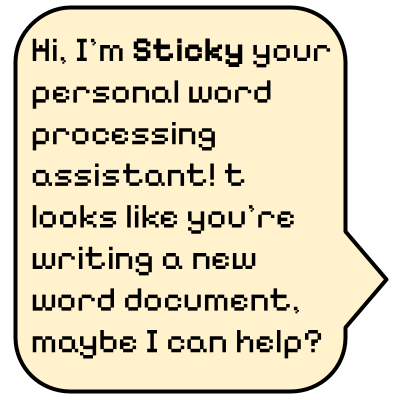 Hi, I'm Sticky your
personal word
processing
assistant! t
looks like you're
writing a new
word document,
maybe I can help?